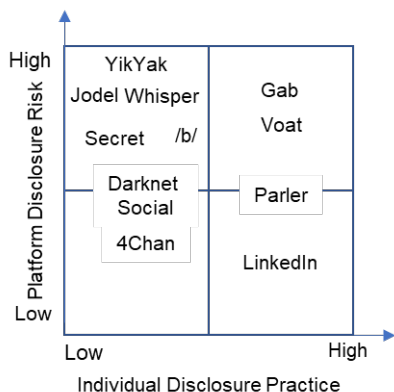 High
YikYak
Jodel Whisper
Secret /b/
Gab
Voat
Darknet
Social
4Chan
Parler
LinkedIn
Platform Disclosure Risk
Low
Low
High
Individual Disclosure Practice